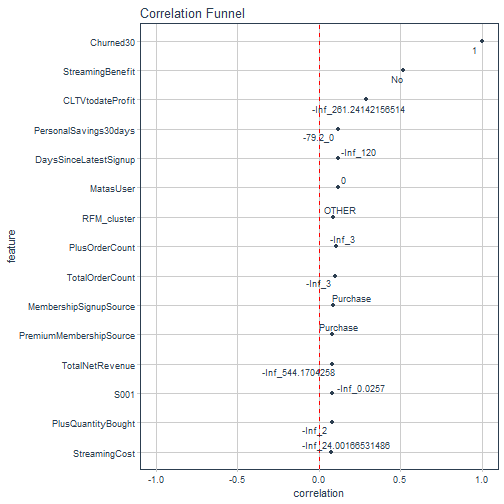 Correlation Funnel
Churned30
1
StreamingBenefit
No
CLTVtodateProfit
-Inf_261.24142156514
PersonalSavings30days
-79.2_0
DaysSinceLatestSignup
-Inf_120
MatasUser
0
RFM_cluster
OTHER
PlusOrderCount
-Inf_3
TotalOrderCount
-Inf_3
MembershipSignupSource
Purchase
PremiumMembershipSource
Purchase
TotalNetRevenue
-Inf_544.1704258
S001
-Inf_0.0257
PlusQuantityBought
-Inf_2
StreamingCost
-Inf_24.00166531486
feature
-1.0 -0.5 0.0 0.5 1.0
correlation